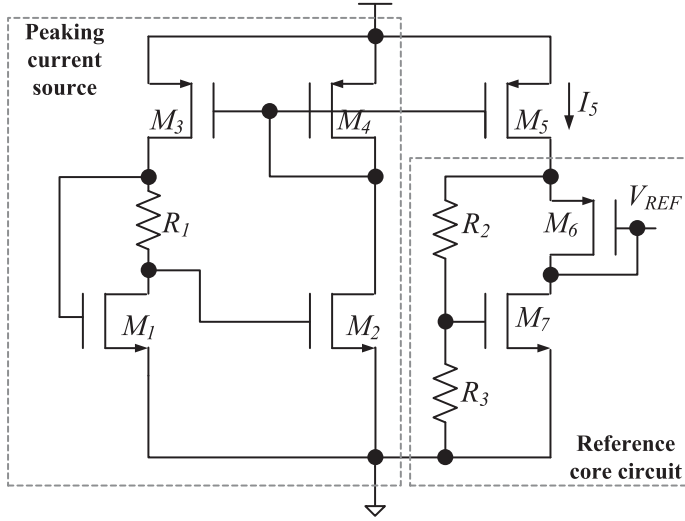 Peaking
current
source
M3
M4
M5
I5
R1
R2
M6
VREF
M1
M2
M7
R3
Reference
core circuit